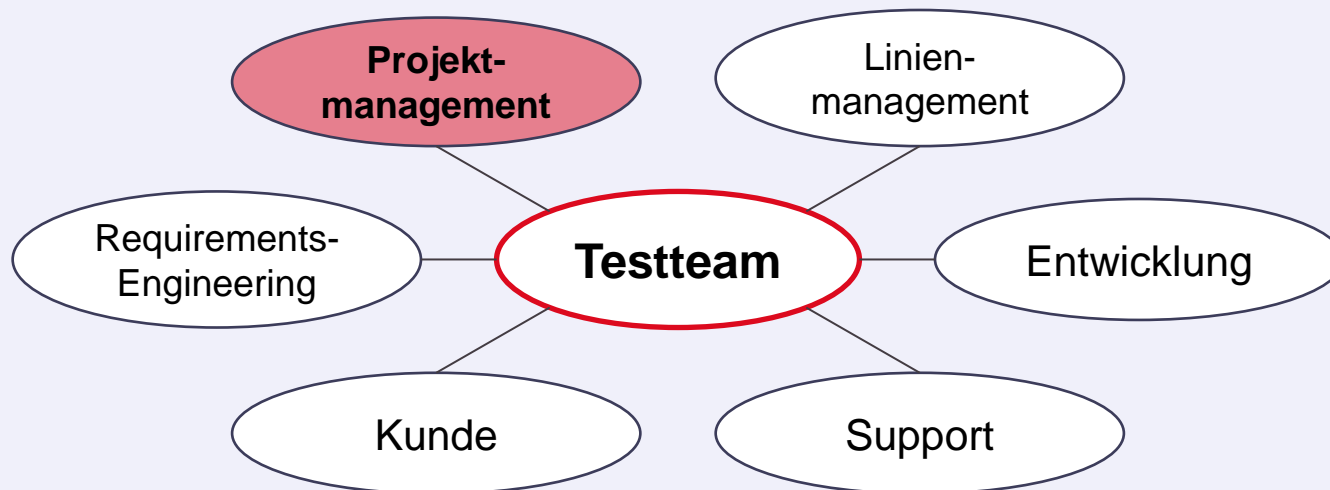 Projekt-
management
Linien-
management
Requirements-
Engineering
Testteam
Entwicklung
Kunde
Support